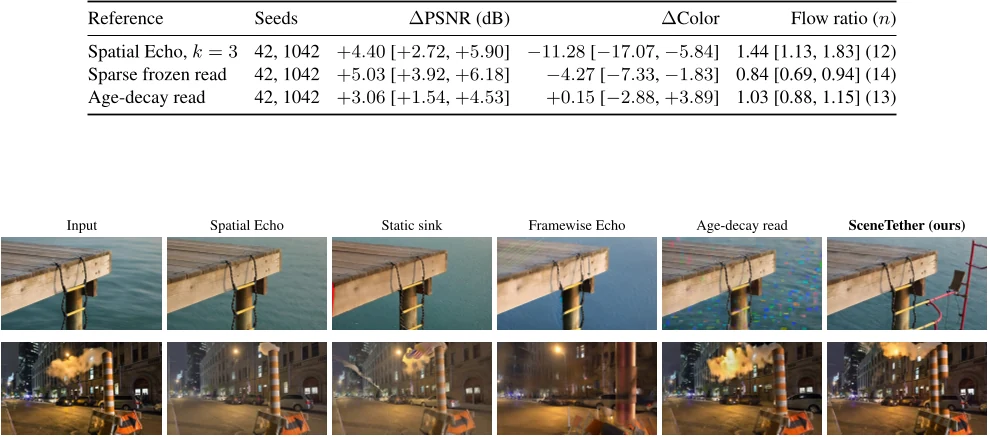 Reference Seeds ΔPSNR (dB) ΔColor Flow ratio (n)
Spatial Echo, k = 3 42, 1042 +4.40 [+2.72, +5.90] −11.28 [−17.07, −5.84] 1.44 [1.13, 1.83] (12)
Sparse frozen read 42, 1042 +5.03 [+3.92, +6.18] −4.27 [−7.33, −1.83] 0.84 [0.69, 0.94] (14)
Age-decay read 42, 1042 +3.06 [+1.54, +4.53] +0.15 [−2.88, +3.89] 1.03 [0.88, 1.15] (13)
Input Spatial Echo Static sink Framewise Echo Age-decay read SceneTether (ours)